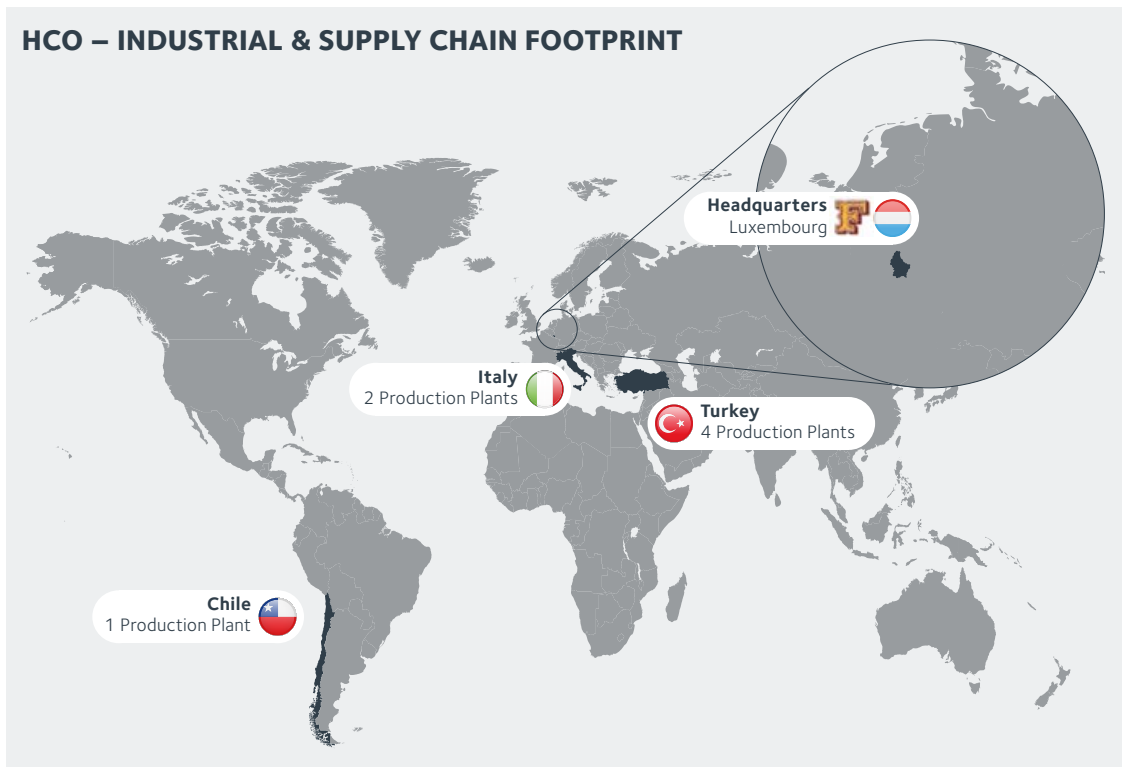 HCO – INDUSTRIAL & SUPPLY CHAIN FOOTPRINT
Headquarters
Luxembourg
F
Italy
2 Production Plants
Turkey
4 Production Plants
Chile
1 Production Plant